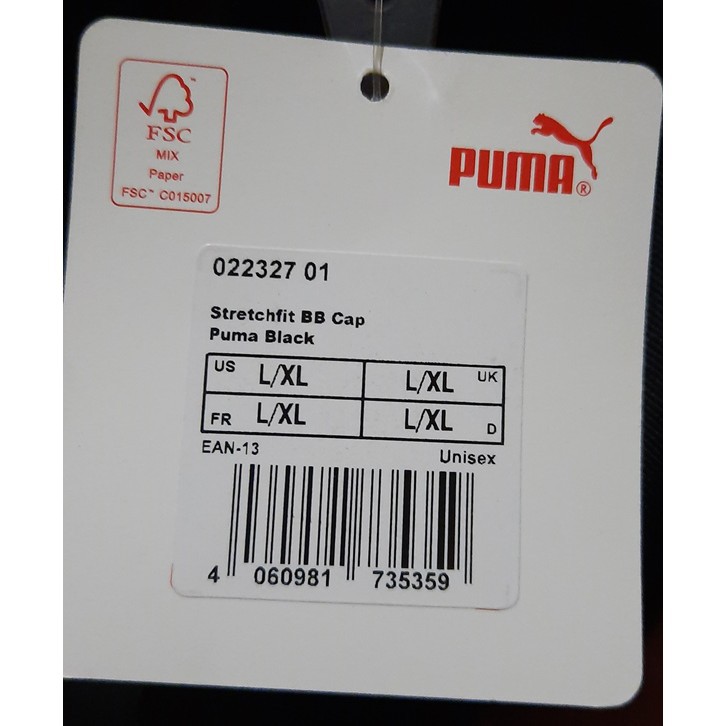 FSC
MIX
Paper
FSC™ C015007
PUMA®
022327 01
Stretchfit BB Cap
Puma Black
US L/XL L/XL UK
FR L/XL L/XL D
EAN-13 Unisex
4 060981 735359